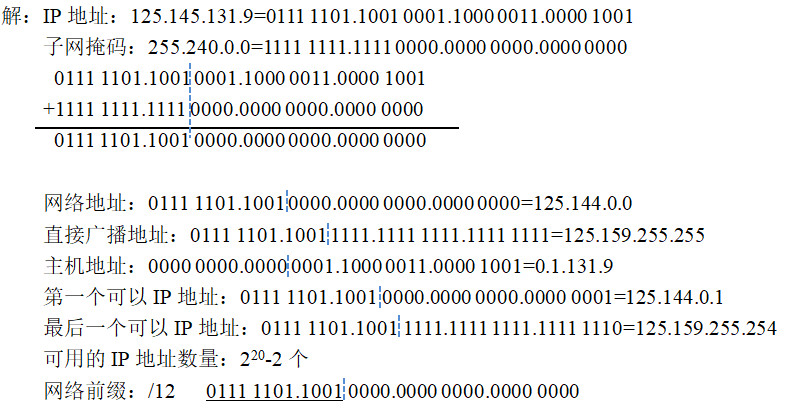 解：IP 地址：125.145.131.9=0111 1101.1001 0001.1000 0011.0000 1001
子网掩码：255.240.0.0=1111 1111.1111 0000.0000 0000.0000 0000
0111 1101.1001 0001.1000 0011.0000 1001
+1111 1111.1111 0000.0000 0000.0000 0000
0111 1101.1001 0000.0000 0000.0000 0000
网络地址：0111 1101.1001 0000.0000 0000.0000 0000=125.144.0.0
直接广播地址：0111 1101.1001 1111.1111 1111.1111 1111=125.159.255.255
主机地址：0000 0000.0000 0001.1000 0011.0000 1001=0.1.131.9
第一个可以 IP 地址：0111 1101.1001 0000.0000 0000.0000 0001=125.144.0.1
最后一个可以 IP 地址：0111 1101.1001 1111.1111 1111.1111 1110=125.159.255.254
可用的 IP 地址数量：2²⁰-2 个
网络前缀：/12 0111 1101.1001 0000.0000 0000.0000 0000